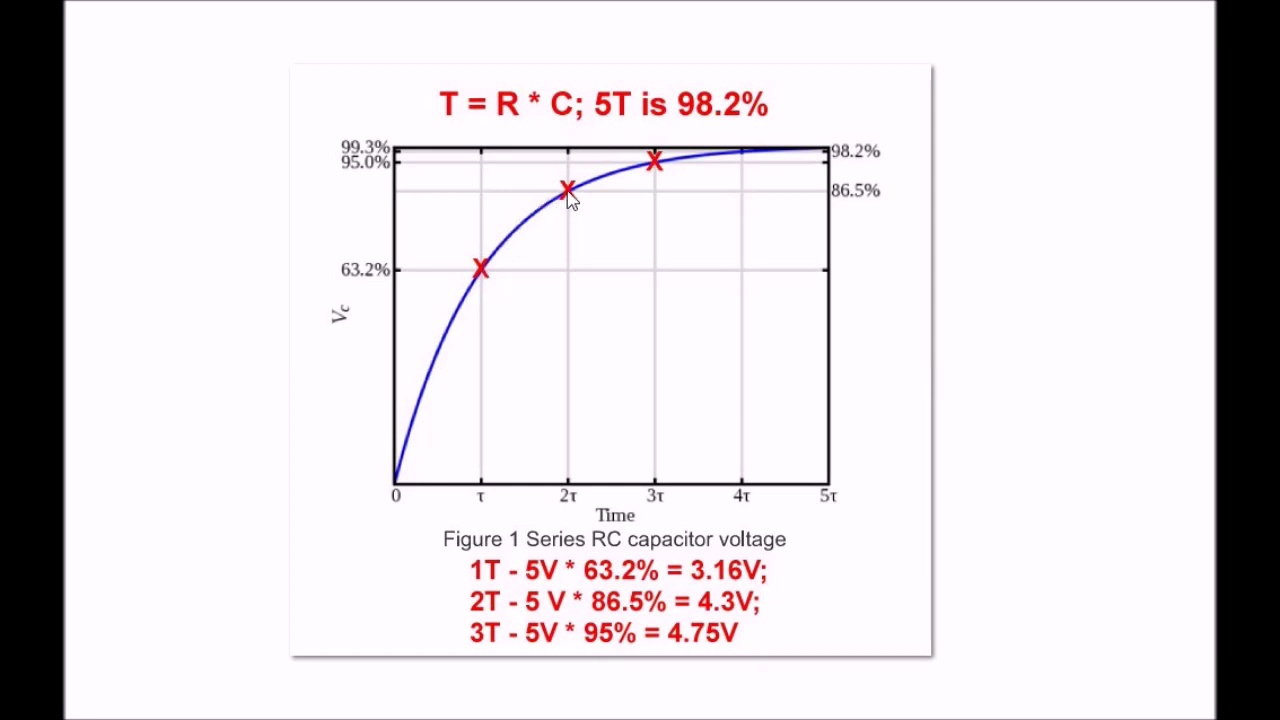 T = R * C; 5T is 98.2%
99.3%
95.0%
98.2%
86.5%
63.2%
Vc
0 τ 2τ 3τ 4τ 5τ
Time
Figure 1 Series RC capacitor voltage
1T - 5V * 63.2% = 3.16V;
2T - 5 V * 86.5% = 4.3V;
3T - 5V * 95% = 4.75V